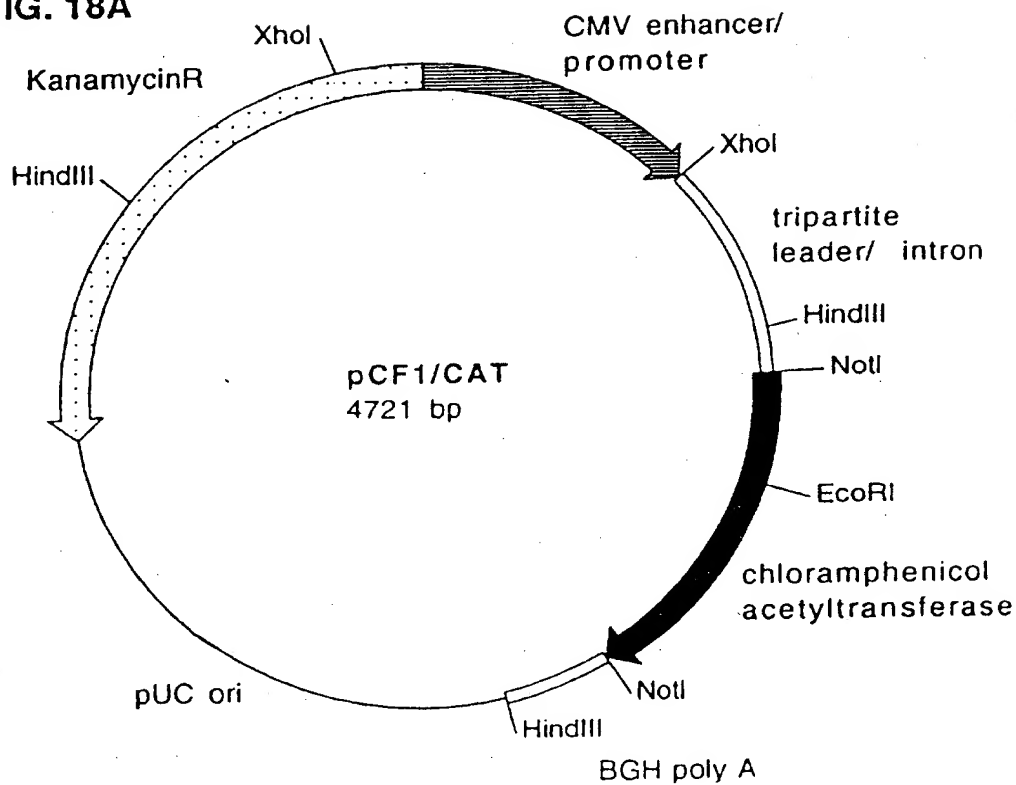 IG. 18A
XhoI
CMV enhancer/
promoter
KanamycinR
XhoI
HindIII
tripartite
leader/ intron
HindIII
NotI
pCF1/CAT
4721 bp
EcoRI
chloramphenicol
acetyltransferase
NotI
pUC ori
HindIII
BGH poly A